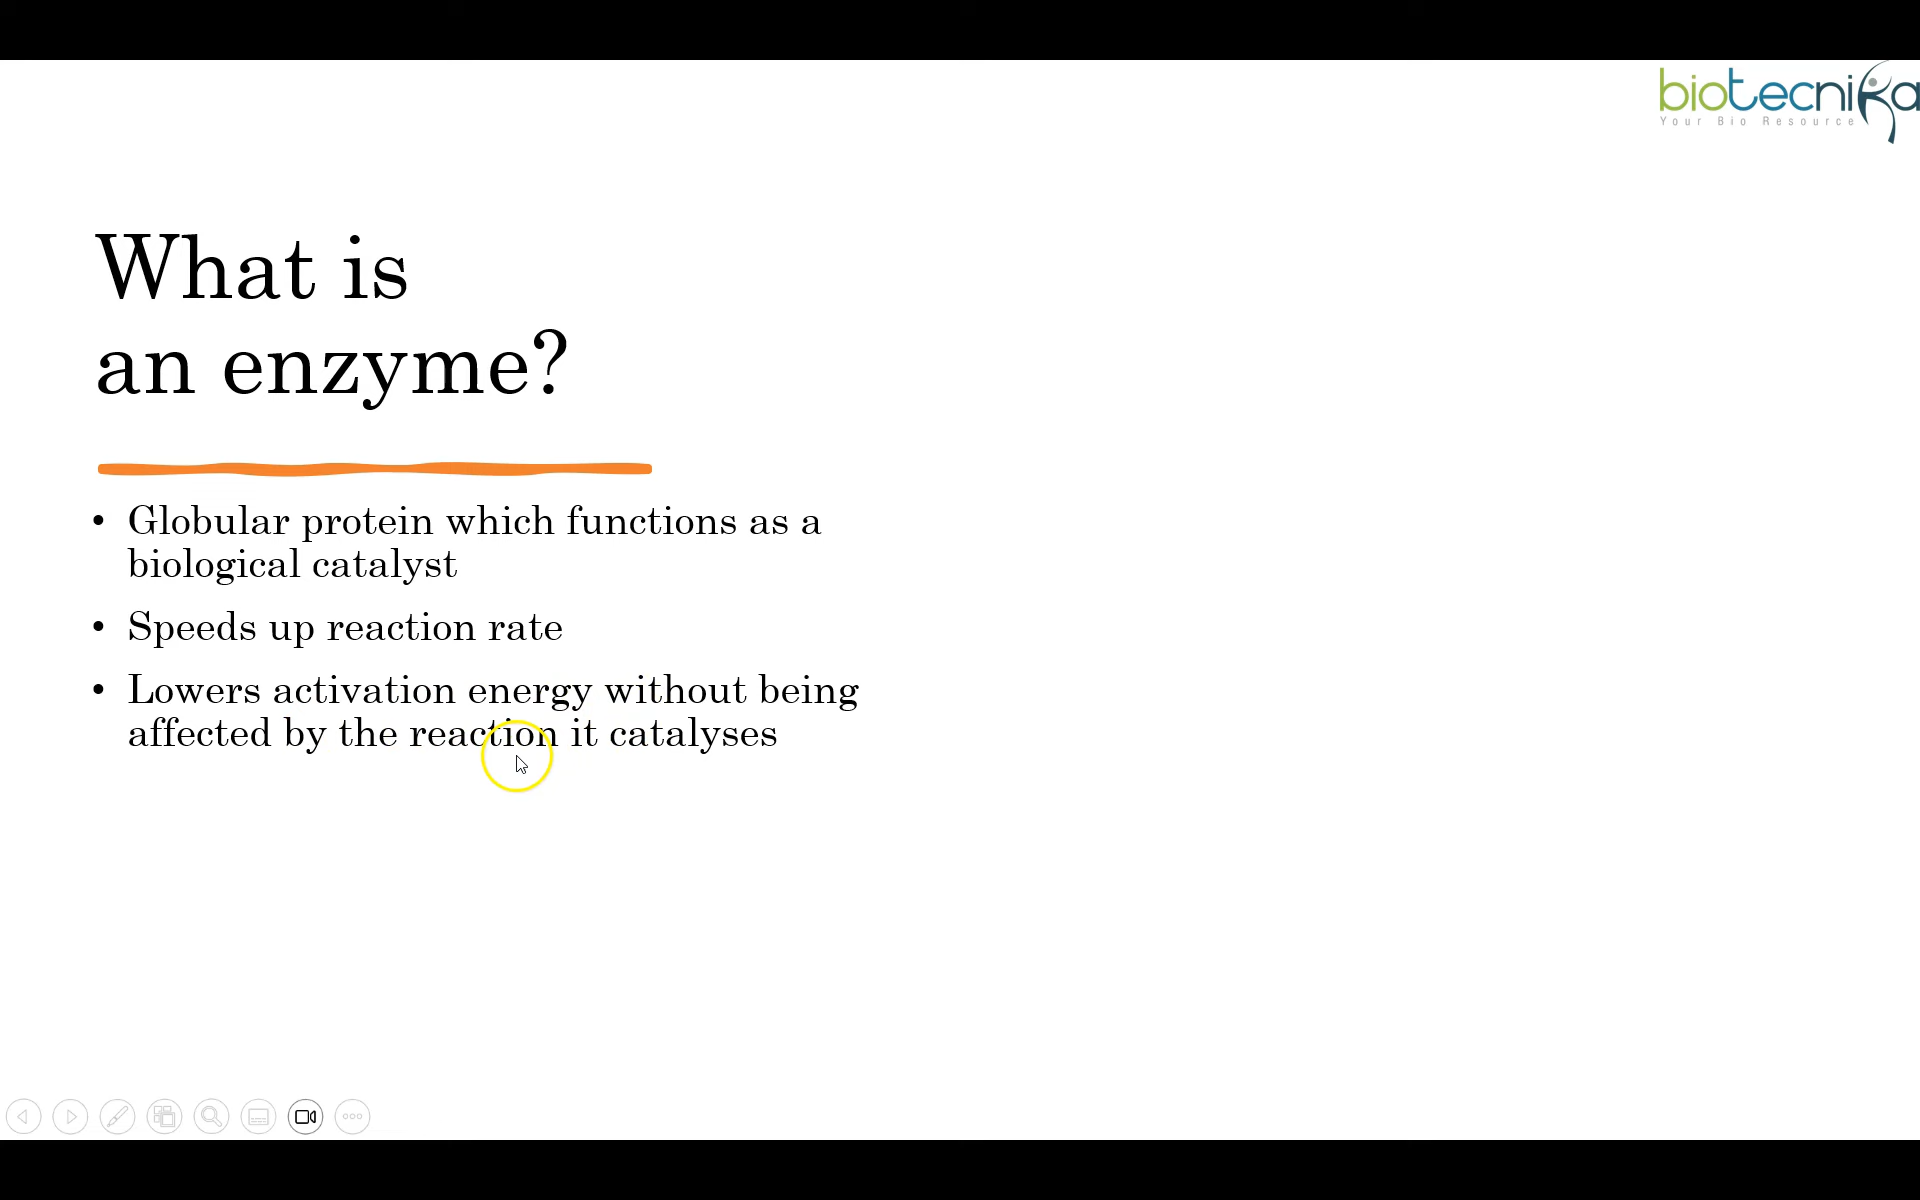 biotecnika
Your Bio Resource
What is
an enzyme?
• Globular protein which functions as a
biological catalyst
• Speeds up reaction rate
• Lowers activation energy without being
affected by the reaction it catalyses